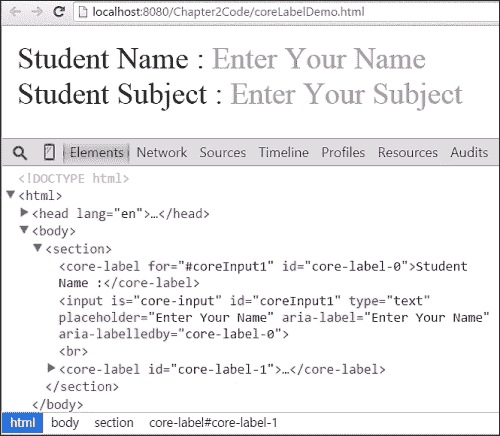 localhost:8080/Chapter2Code/coreLabelDemo.html
Student Name : Enter Your Name
Student Subject : Enter Your Subject
Elements Network Sources Timeline Profiles Resources Audits
<!DOCTYPE html>
<html>
<head lang="en">…</head>
<body>
<section>
<core-label for="#coreInput1" id="core-label-0">Student
Name :</core-label>
<input is="core-input" id="coreInput1" type="text"
placeholder="Enter Your Name" aria-label="Enter Your Name"
aria-labelledby="core-label-0">
<br>
<core-label id="core-label-1">…</core-label>
</section>
</body>
html body section core-label#core-label-1